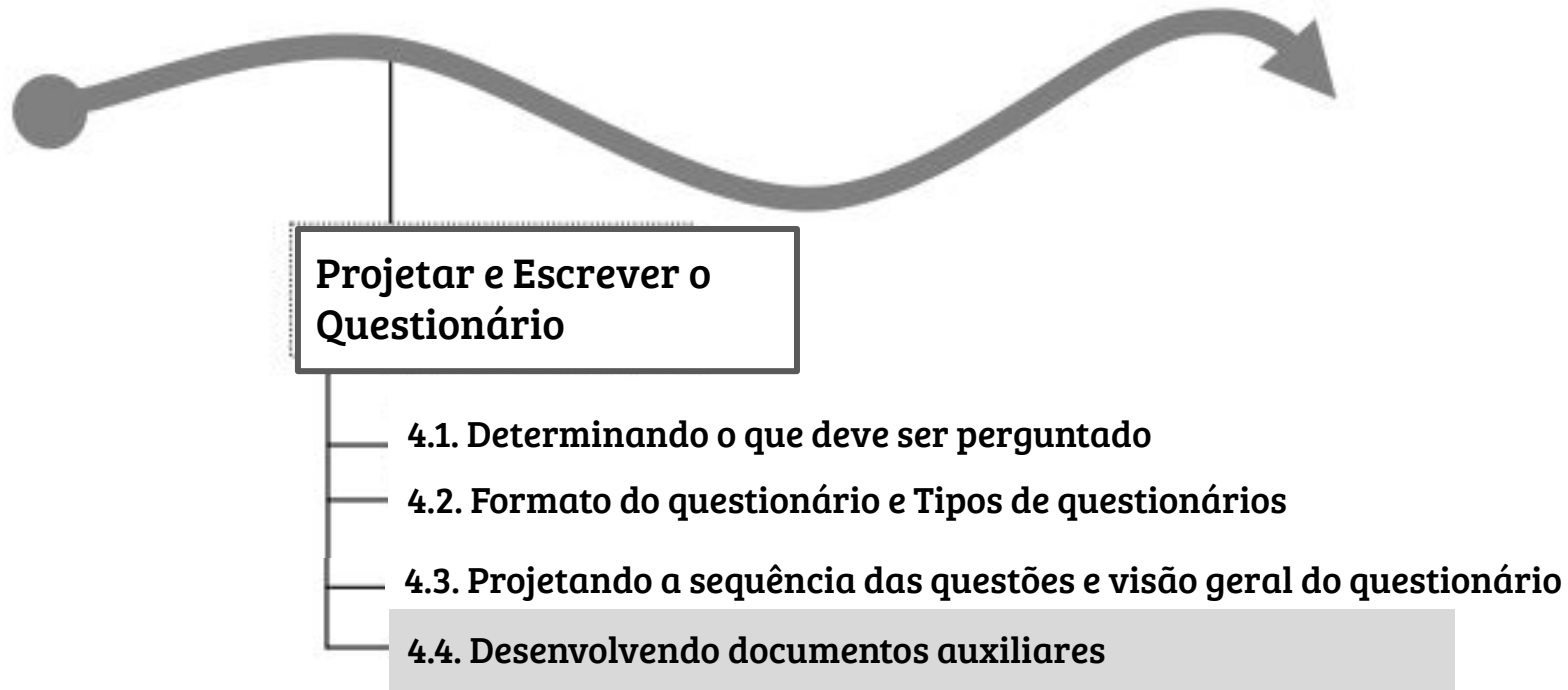 Projetar e Escrever o
Questionário
4.1. Determinando o que deve ser perguntado
4.2. Formato do questionário e Tipos de questionários
4.3. Projetando a sequência das questões e visão geral do questionário
4.4. Desenvolvendo documentos auxiliares